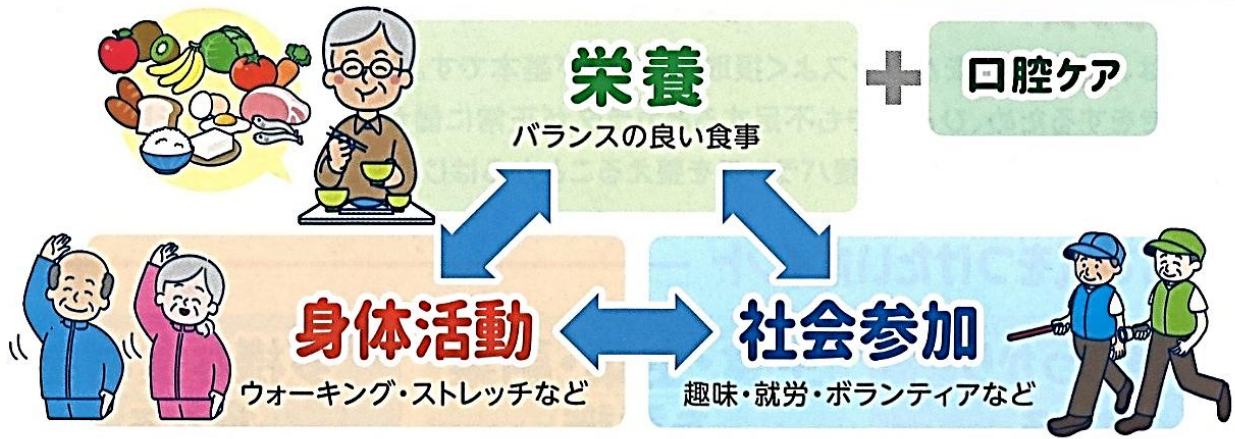 栄養
バランスの良い食事
口腔ケア
身体活動
ウォーキング・ストレッチなど
社会参加
趣味・就労・ボランティアなど